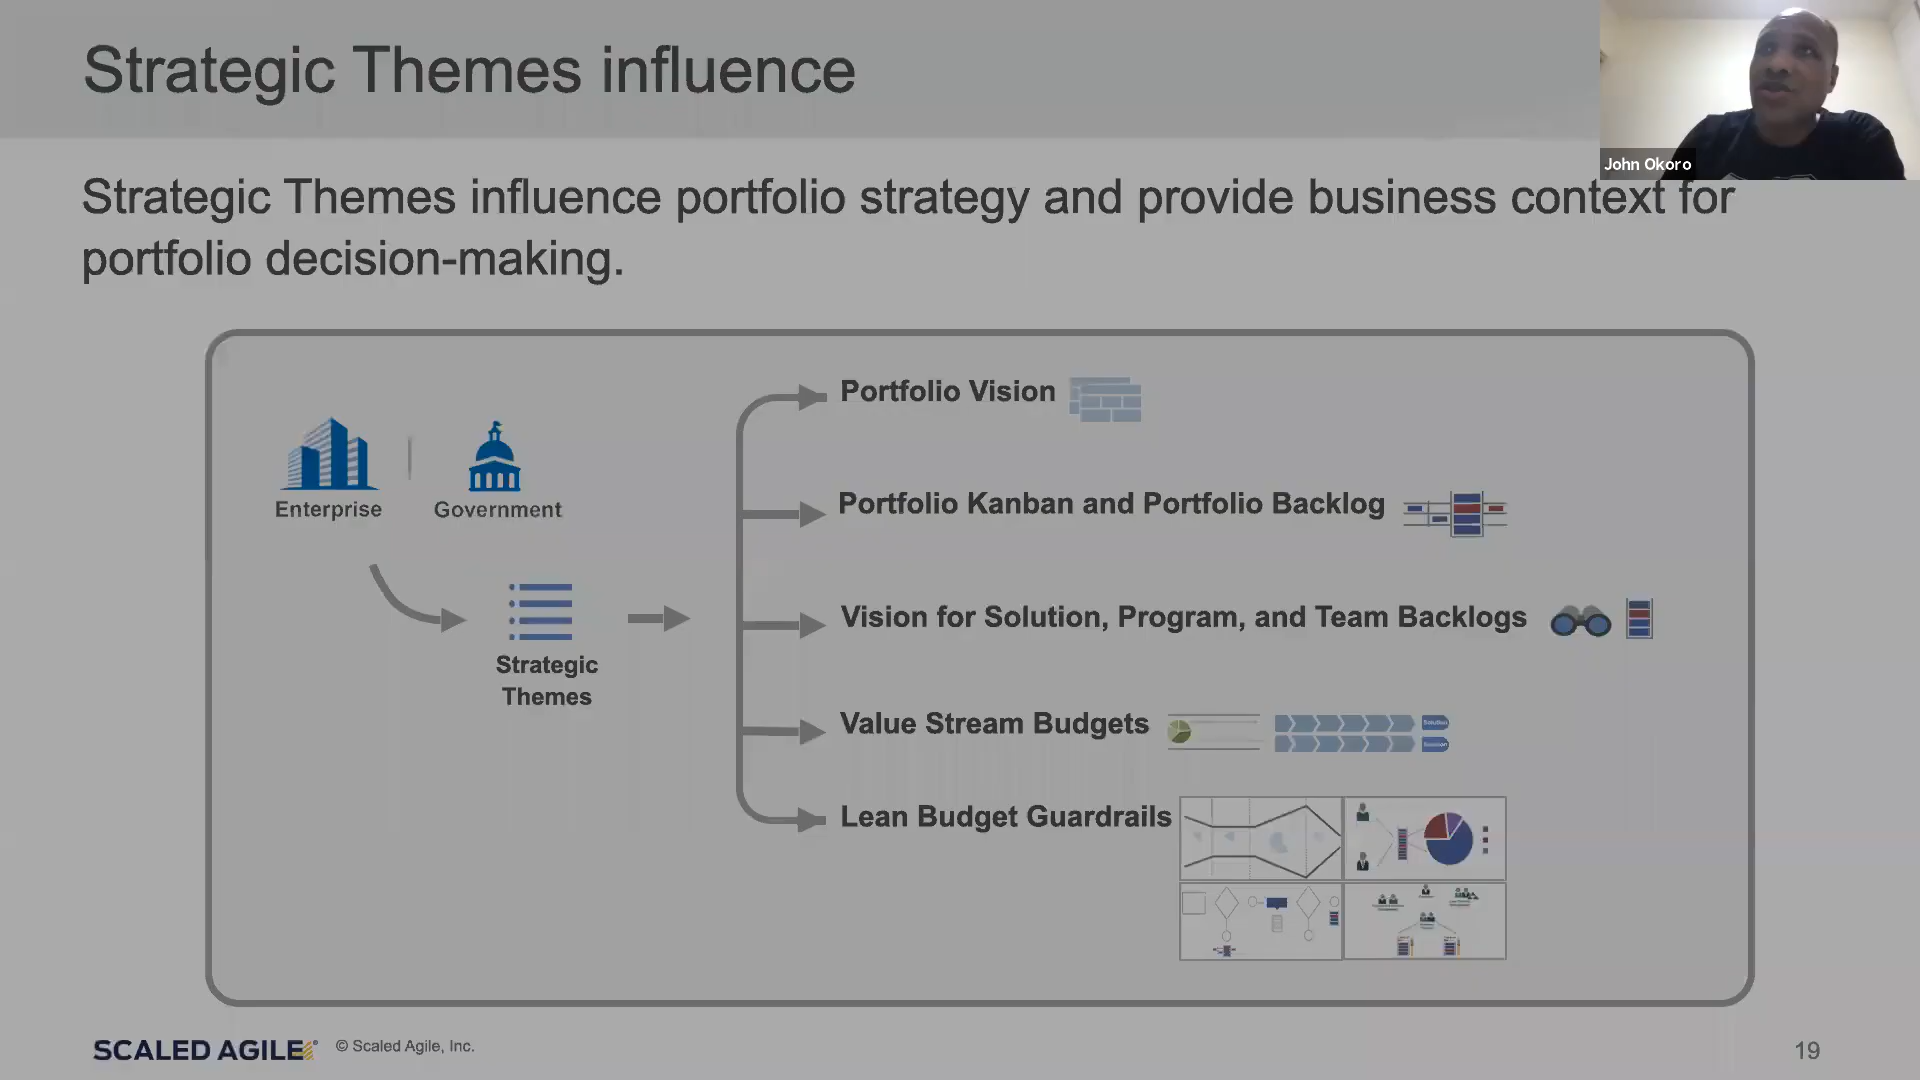 Strategic Themes influence
John Okoro
Strategic Themes influence portfolio strategy and provide business context for
portfolio decision-making.
Enterprise
Government
Strategic
Themes
Portfolio Vision
Portfolio Kanban and Portfolio Backlog
Vision for Solution, Program, and Team Backlogs
Value Stream Budgets
Solution
Solution
Lean Budget Guardrails
SCALED AGILE®
© Scaled Agile, Inc.
19